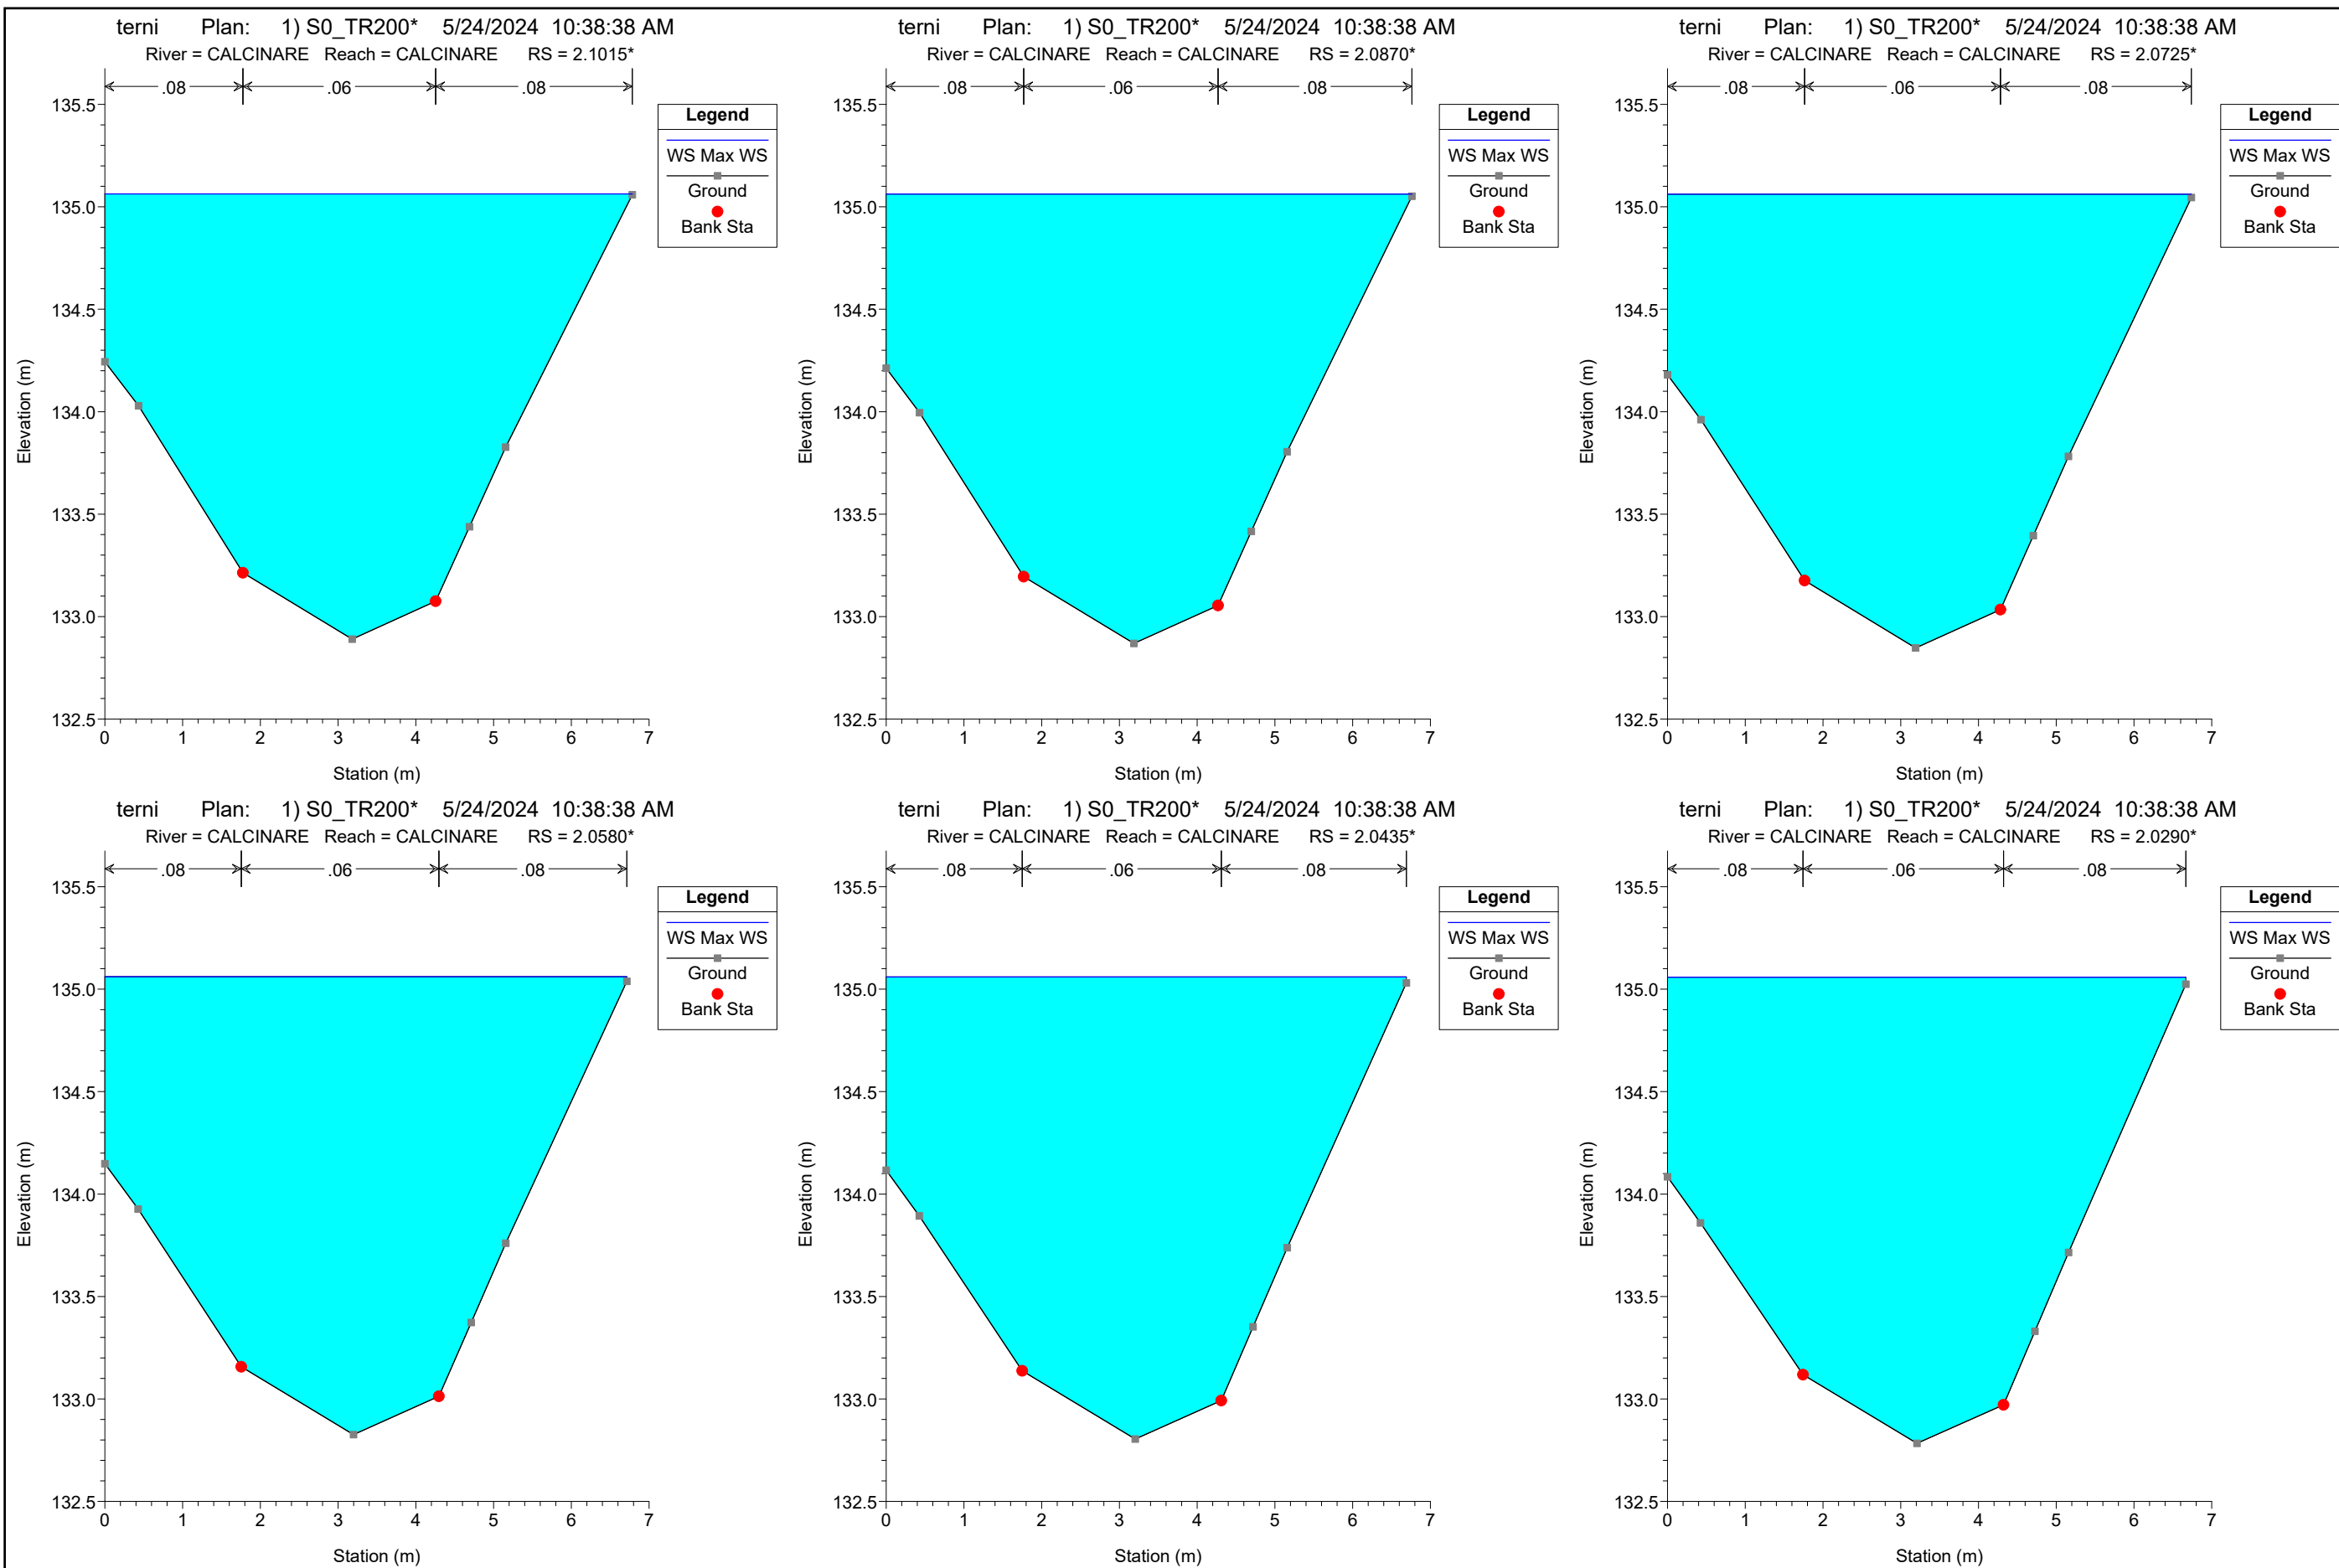 terni Plan: 1) S0_TR200* 5/24/2024 10:38:38 AM
River = CALCINARE Reach = CALCINARE RS = 2.1015*
.08 .06 .08
135.5
135.0
134.5
134.0
133.5
133.0
132.5
0 1 2 3 4 5 6 7
Station (m)
Elevation (m)
Legend
WS Max WS
Ground
Bank Sta
terni Plan: 1) S0_TR200* 5/24/2024 10:38:38 AM
River = CALCINARE Reach = CALCINARE RS = 2.0870*
.08 .06 .08
135.5
135.0
134.5
134.0
133.5
133.0
132.5
0 1 2 3 4 5 6 7
Station (m)
Elevation (m)
Legend
WS Max WS
Ground
Bank Sta
terni Plan: 1) S0_TR200* 5/24/2024 10:38:38 AM
River = CALCINARE Reach = CALCINARE RS = 2.0725*
.08 .06 .08
135.5
135.0
134.5
134.0
133.5
133.0
132.5
0 1 2 3 4 5 6 7
Station (m)
Elevation (m)
Legend
WS Max WS
Ground
Bank Sta
terni Plan: 1) S0_TR200* 5/24/2024 10:38:38 AM
River = CALCINARE Reach = CALCINARE RS = 2.0580*
.08 .06 .08
135.5
135.0
134.5
134.0
133.5
133.0
132.5
0 1 2 3 4 5 6 7
Station (m)
Elevation (m)
Legend
WS Max WS
Ground
Bank Sta
terni Plan: 1) S0_TR200* 5/24/2024 10:38:38 AM
River = CALCINARE Reach = CALCINARE RS = 2.0435*
.08 .06 .08
135.5
135.0
134.5
134.0
133.5
133.0
132.5
0 1 2 3 4 5 6 7
Station (m)
Elevation (m)
Legend
WS Max WS
Ground
Bank Sta
terni Plan: 1) S0_TR200* 5/24/2024 10:38:38 AM
River = CALCINARE Reach = CALCINARE RS = 2.0290*
.08 .06 .08
135.5
135.0
134.5
134.0
133.5
133.0
132.5
0 1 2 3 4 5 6 7
Station (m)
Elevation (m)
Legend
WS Max WS
Ground
Bank Sta